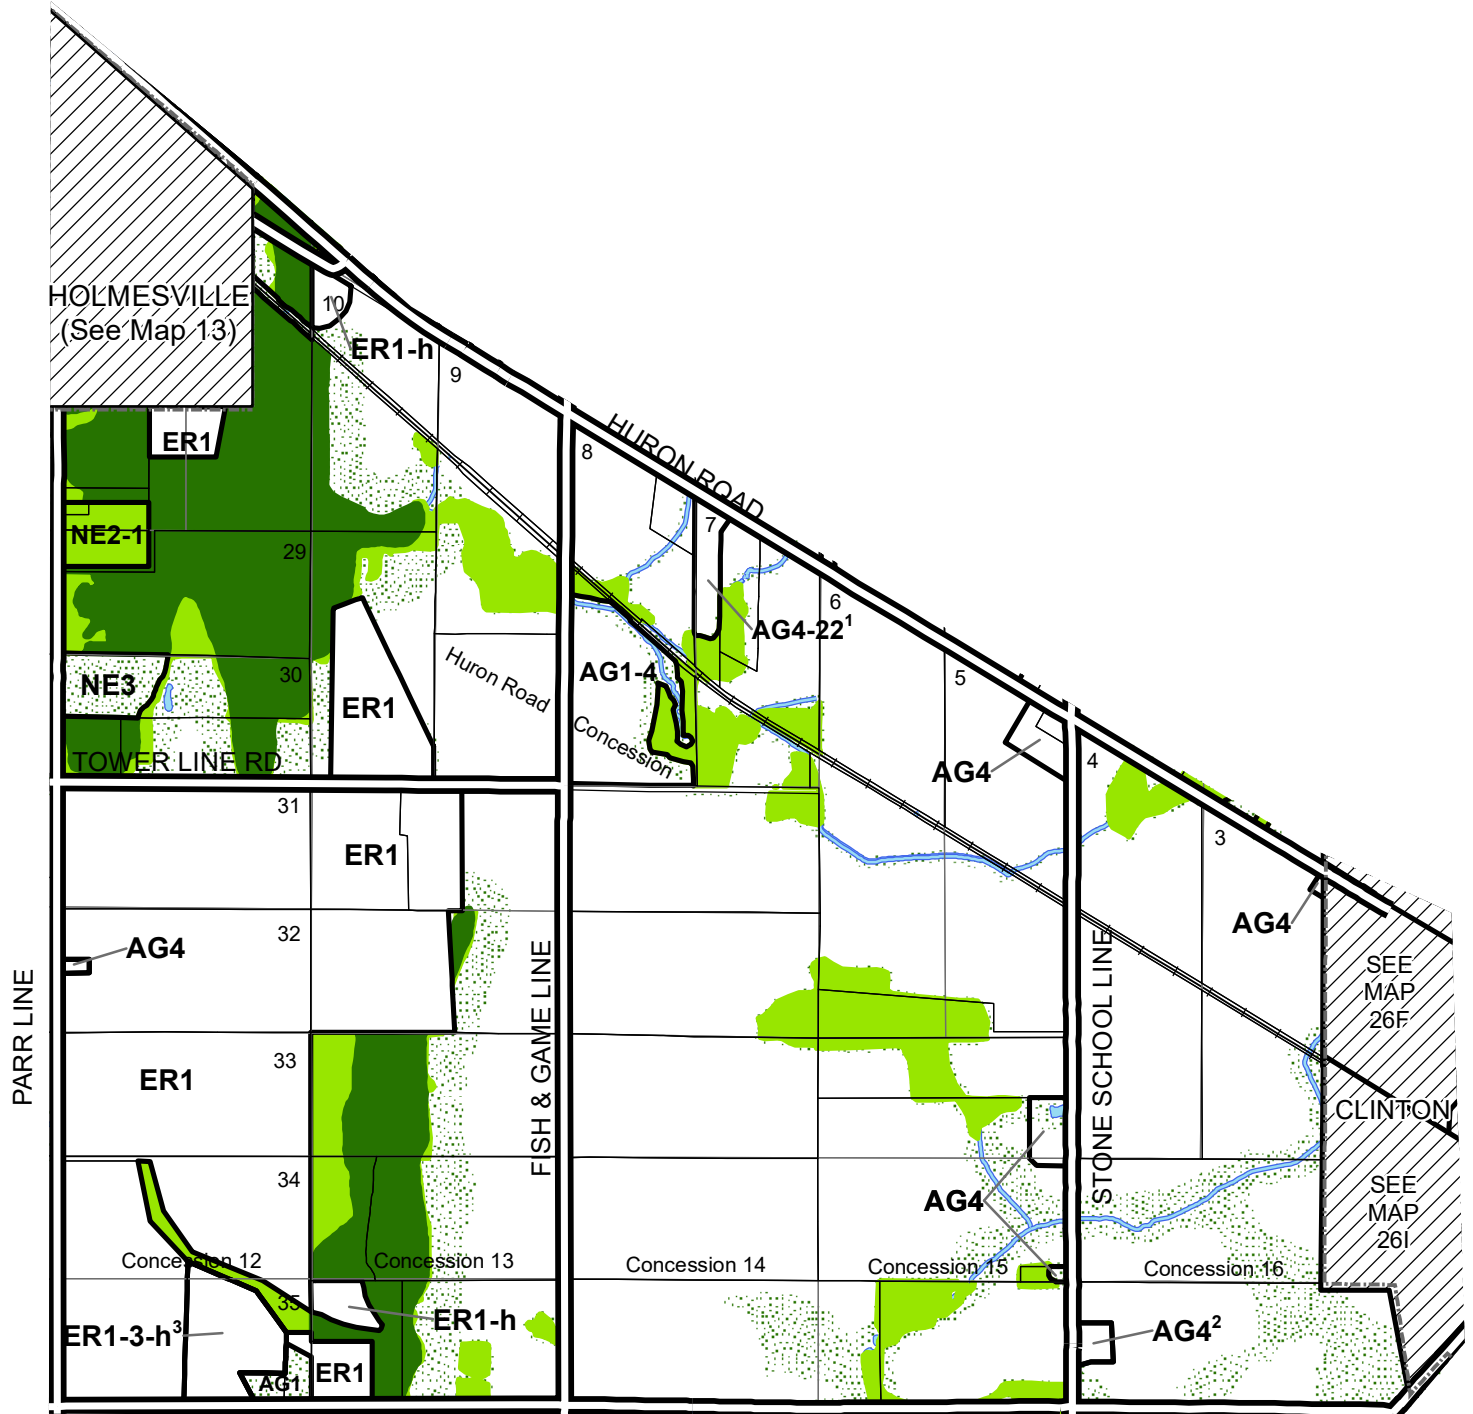 HOLMESVILLE
(See Map 13)
10
ER1-h
9
ER1
8
HURON ROAD
7
NE2-1
29
6
AG4-22¹
30
NE3
ER1
Huron Road
Concession
AG1-4
5
AG4
4
TOWER LINE RD
31
ER1
3
32
AG4
AG4
PARR LINE
FISH & GAME LINE
STONE SCHOOL LINE
SEE
MAP
26F
33
ER1
CLINTON
34
AG4
SEE
MAP
26I
Concession 12
Concession 13
Concession 14
Concession 15
Concession 16
35
ER1-3-h³
ER1-h
AG4²
AG1
ER1